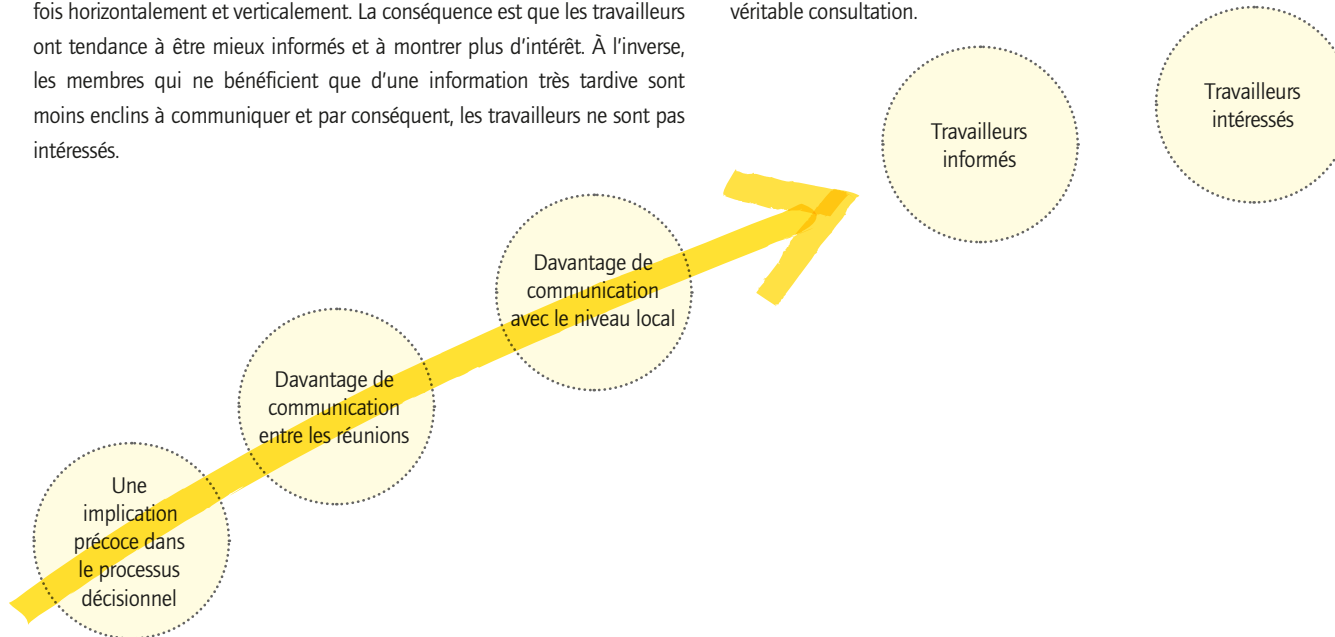 fois horizontalement et verticalement. La conséquence est que les travailleurs
ont tendance à être mieux informés et à montrer plus d’intérêt. À l’inverse,
les membres qui ne bénéficient que d’une information très tardive sont
moins enclins à communiquer et par conséquent, les travailleurs ne sont pas
intéressés.
véritable consultation.
Une
implication
précoce dans
le processus
décisionnel
Davantage de
communication
entre les réunions
Davantage de
communication
avec le niveau local
Travailleurs
informés
Travailleurs
intéressés